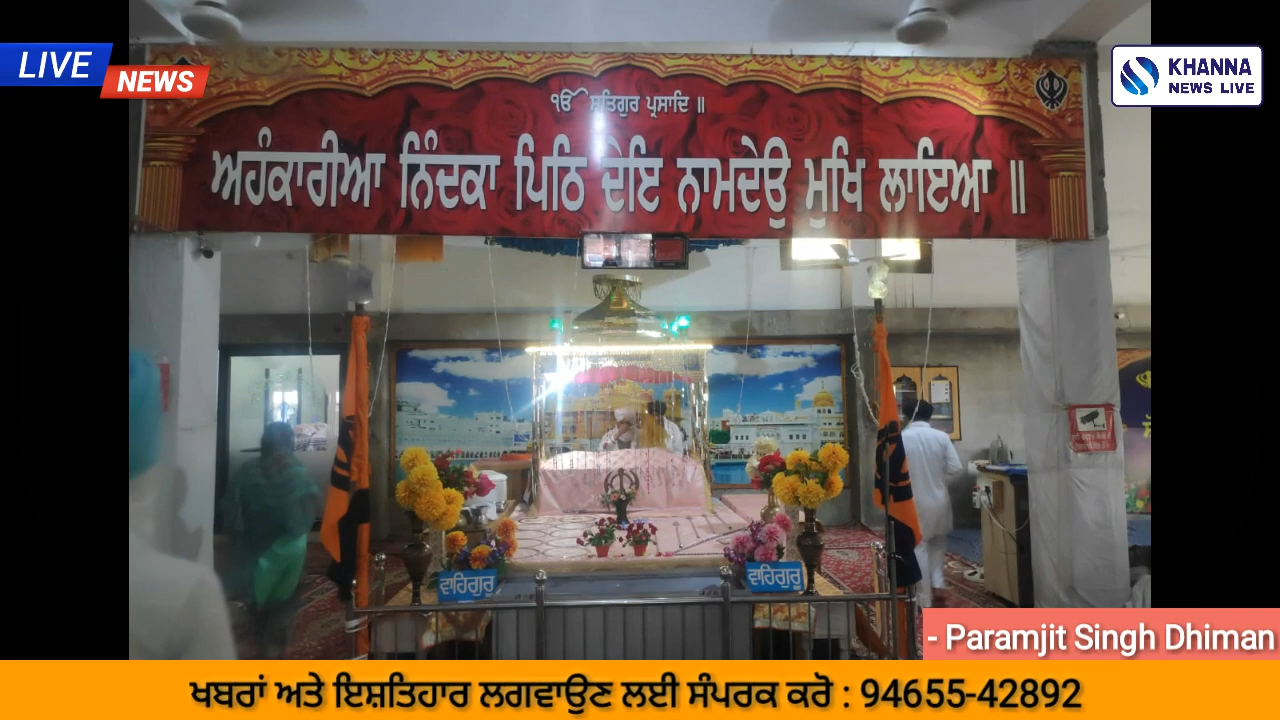 LIVE
NEWS
KHANNA
NEWS LIVE
ੴ ਸਤਿਗੁਰ ਪ੍ਰਸਾਦਿ ॥
ਅਹੰਕਾਰੀਆ ਨਿੰਦਕਾ ਪਿਠਿ ਦੇਇ ਨਾਮਦੇਉ ਮੁਖਿ ਲਾਇਆ ॥
ਵਾਹਿਗੁਰੂ
ਵਾਹਿਗੁਰੂ
- Paramjit Singh Dhiman
ਖਬਰਾਂ ਅਤੇ ਇਸ਼ਤਿਹਾਰ ਲਗਵਾਉਣ ਲਈ ਸੰਪਰਕ ਕਰੋ : 94655-42892